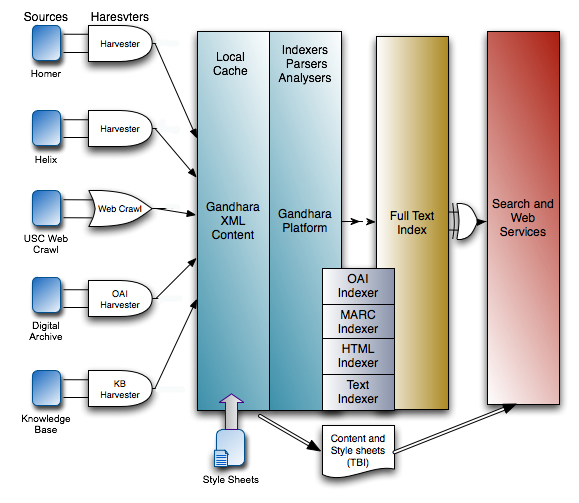 Sources
Haresvters
Harvester
Homer
Harvester
Helix
Web Crawl
USC Web
Crawl
OAI
Harvester
Digital
Archive
KB
Harvester
Knowledge
Base
Local
Cache
Gandhara
XML
Content
Style Sheets
Indexers
Parsers
Analysers
Gandhara
Platform
OAI
Indexer
MARC
Indexer
HTML
Indexer
Text
Indexer
Full Text
Index
Search and
Web
Services
Content and
Style sheets
(TBI)